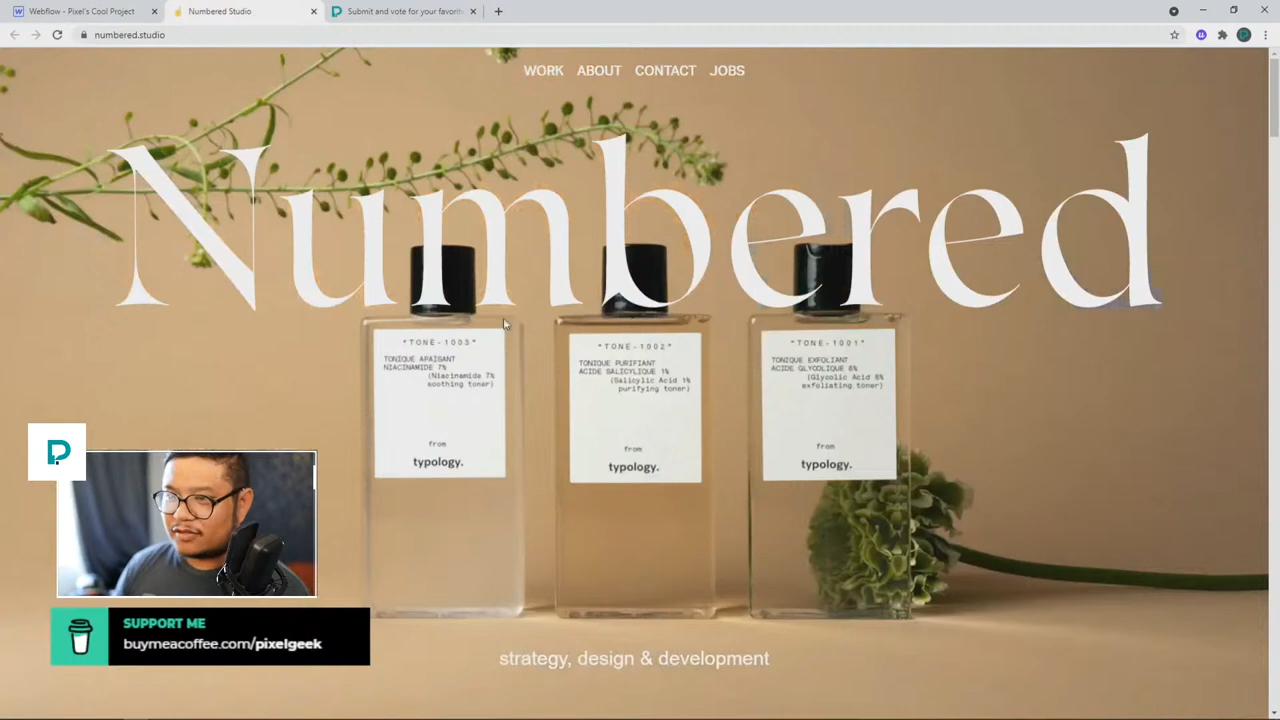 Webflow - Pixel's Cool Project
Numbered Studio
Submit and vote for your favorit
numbered.studio
WORK ABOUT CONTACT JOBS
Numbered
"TONE-1003"
TONIQUE APAISANT
NIACINAMIDE 7%
(Niacinamide 7%
soothing toner)
from
typology.
"TONE-1002"
TONIQUE PURIFIANT
ACIDE SALICYLIQUE 1%
(Salicylic Acid 1%
purifying toner)
from
typology.
"TONE-1001"
TONIQUE EXFOLIANT
ACIDE GLYCOLIQUE 8%
(Glycolic Acid 8%
exfoliating toner)
from
typology.
SUPPORT ME
buymeacoffee.com/pixelgeek
strategy, design & development